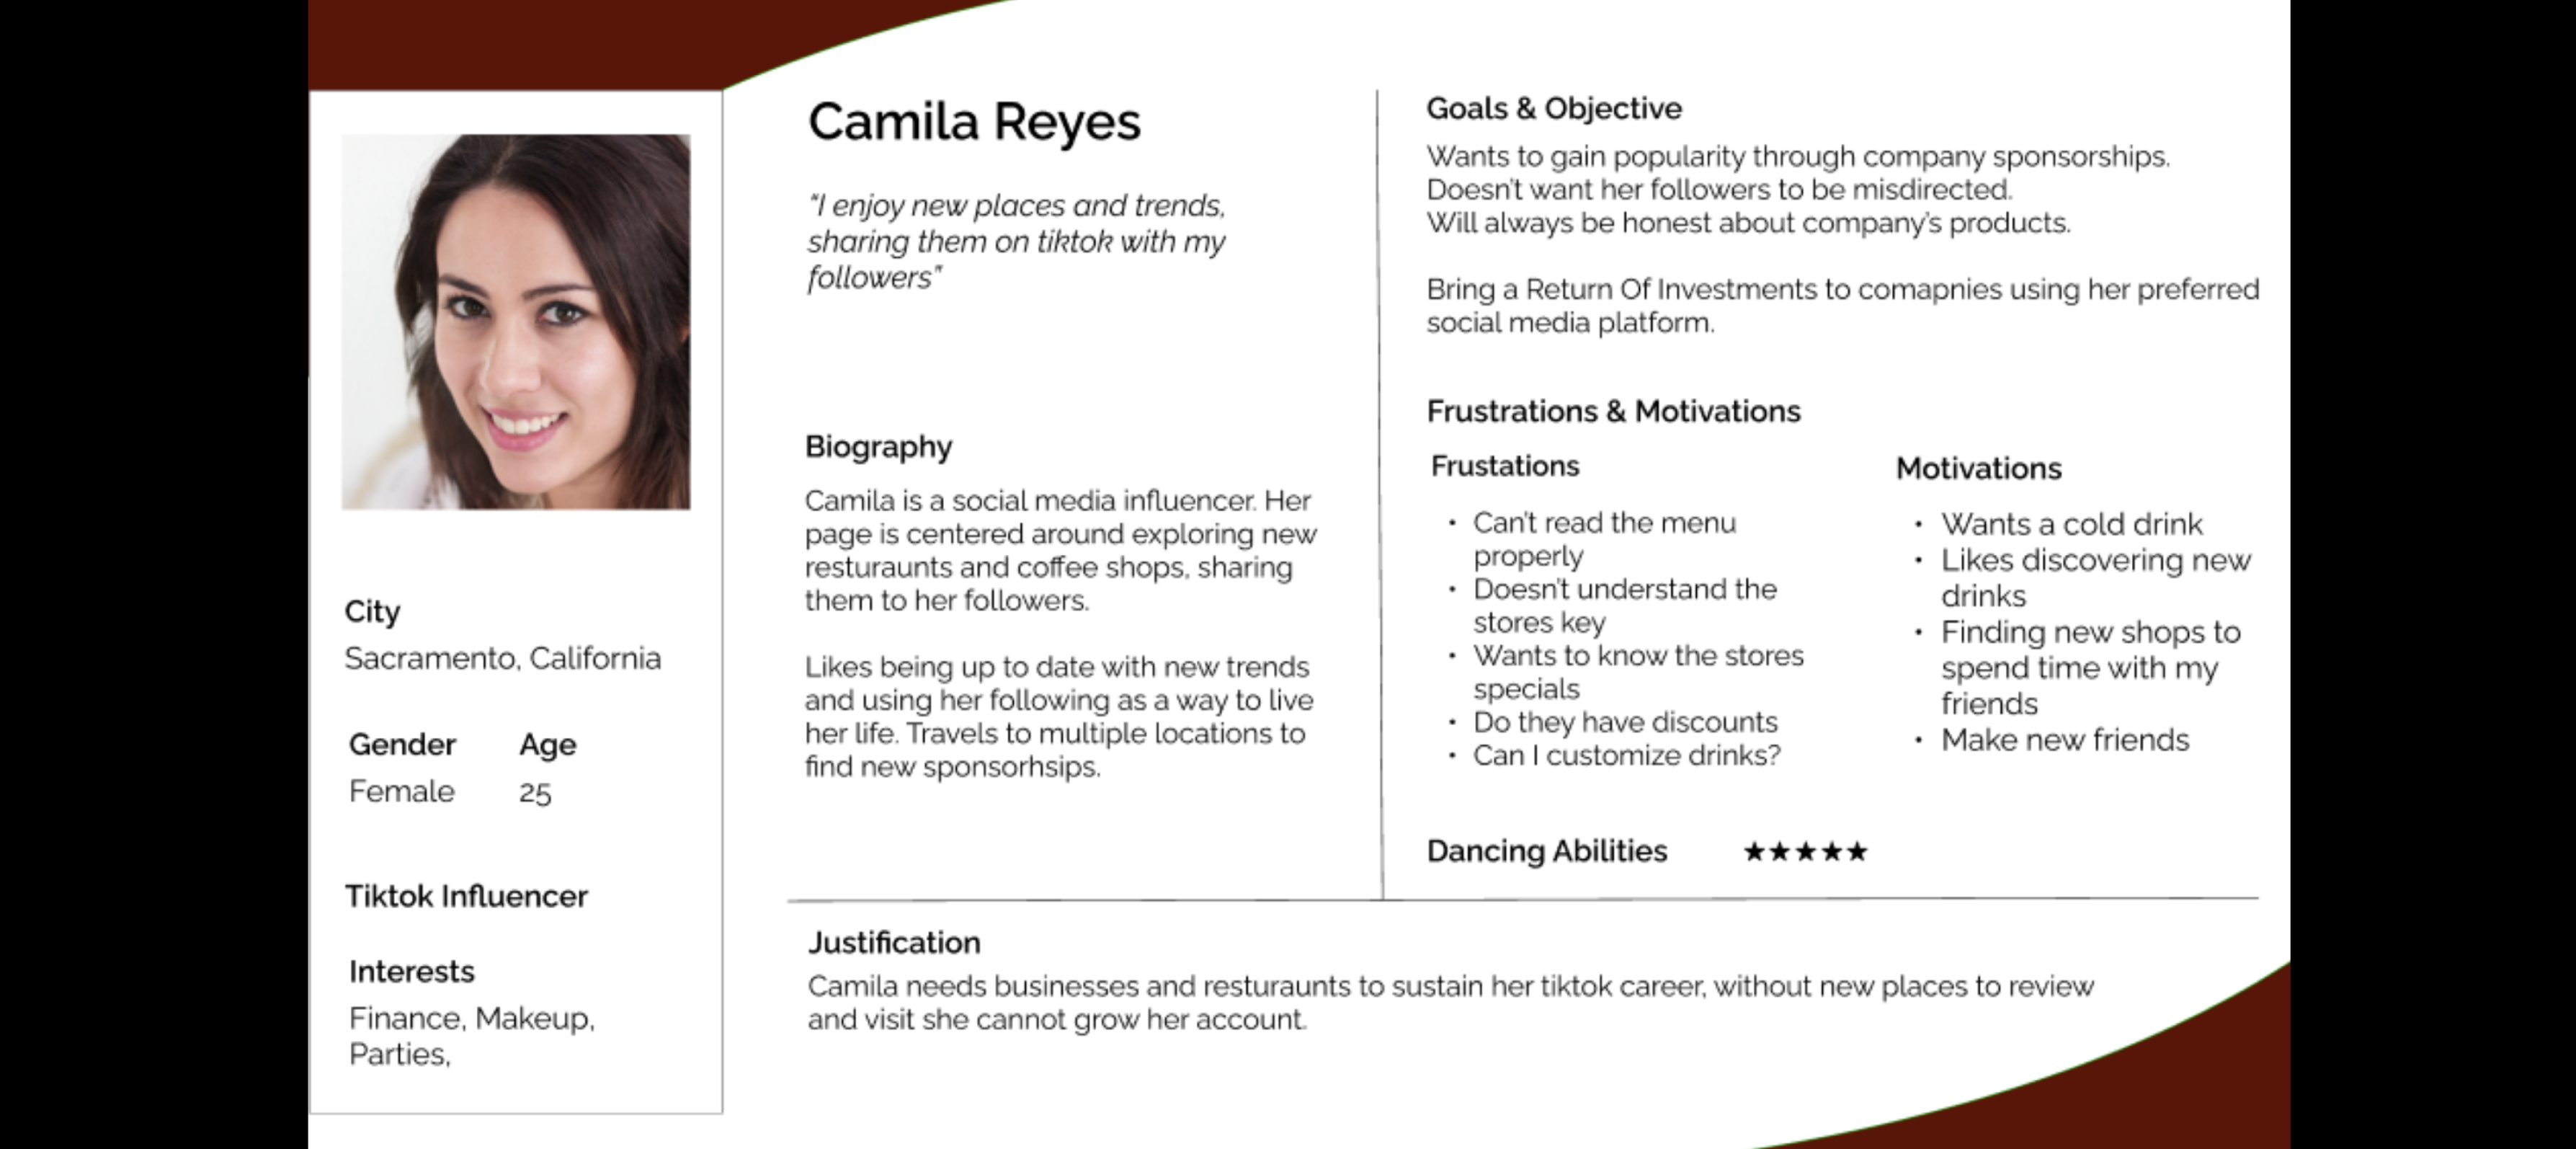 Camila Reyes
"I enjoy new places and trends,
sharing them on tiktok with my
followers"
Biography
Camila is a social media influencer. Her
page is centered around exploring new
resturaunts and coffee shops, sharing
them to her followers.
Likes being up to date with new trends
and using her following as a way to live
her life. Travels to multiple locations to
find new sponsorhsips.
City
Sacramento, California
Gender Age
Female 25
Tiktok Influencer
Interests
Finance, Makeup,
Parties,
Goals & Objective
Wants to gain popularity through company sponsorships.
Doesn't want her followers to be misdirected.
Will always be honest about company's products.
Bring a Return Of Investments to comapnies using her preferred
social media platform.
Frustrations & Motivations
Frustations
• Can't read the menu
properly
• Doesn't understand the
stores key
• Wants to know the stores
specials
• Do they have discounts
• Can I customize drinks?
Motivations
• Wants a cold drink
• Likes discovering new
drinks
• Finding new shops to
spend time with my
friends
• Make new friends
Dancing Abilities ★★★★★
Justification
Camila needs businesses and resturaunts to sustain her tiktok career, without new places to review
and visit she cannot grow her account.